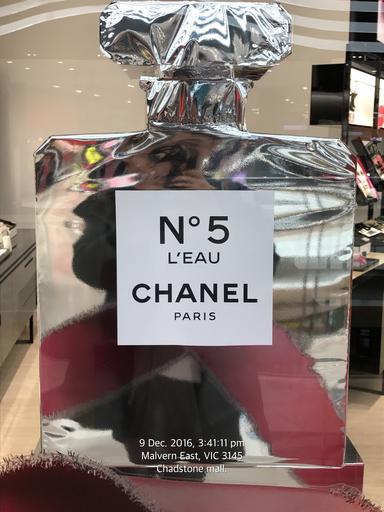 N° 5
L'EAU
CHANEL
PARIS
9 Dec. 2016, 3:41:11 pm
Malvern East, VIC 3145
Chadstone mall.